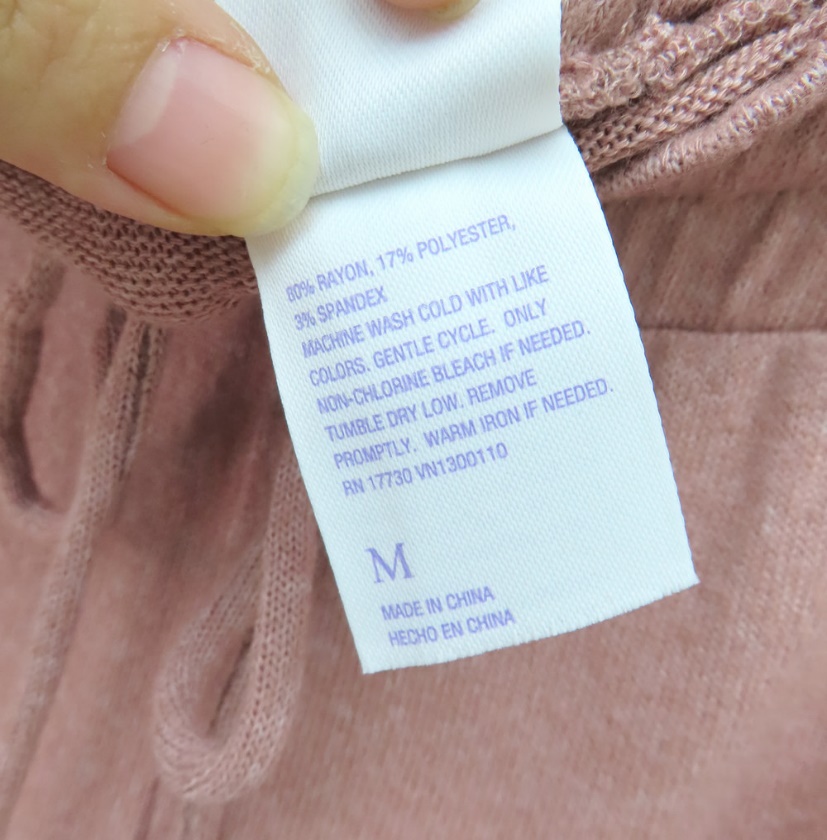 80% RAYON, 17% POLYESTER,
3% SPANDEX
MACHINE WASH COLD WITH LIKE
COLORS. GENTLE CYCLE. ONLY
NON-CHLORINE BLEACH IF NEEDED.
TUMBLE DRY LOW. REMOVE
PROMPTLY. WARM IRON IF NEEDED.
RN 17730 VN1300110
M
MADE IN CHINA
HECHO EN CHINA